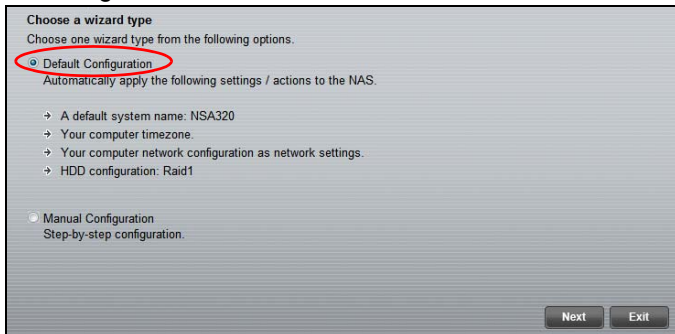 Choose a wizard type
Choose one wizard type from the following options.
Default Configuration
Automatically apply the following settings / actions to the NAS.
A default system name: NSA320
Your computer timezone.
Your computer network configuration as network settings.
HDD configuration: Raid1
Manual Configuration
Step-by-step configuration.
Next Exit